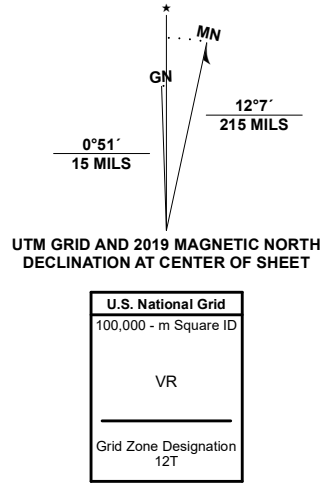 MN
GN
0°51´
15 MILS
12°7´
215 MILS
UTM GRID AND 2019 MAGNETIC NORTH
DECLINATION AT CENTER OF SHEET
U.S. National Grid
100,000 - m Square ID
VR
Grid Zone Designation
12T